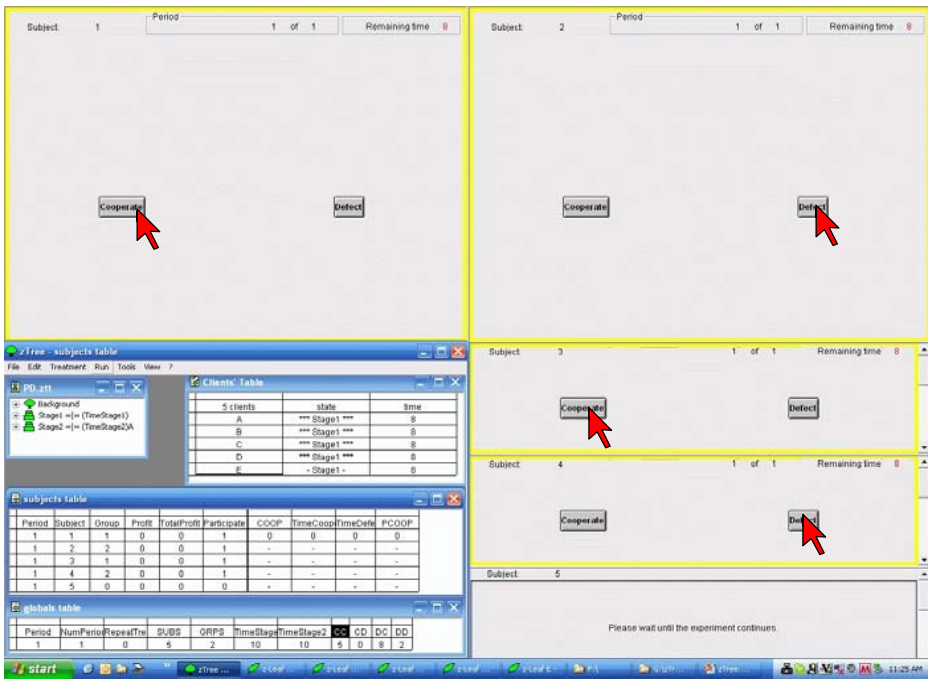 Subject 1 Period 1 of 1 Remaining time 8
Cooperate Defect
Subject 2 Period 1 of 1 Remaining time 8
Cooperate Defect
zTree - subjects table
File Edit Treatment Run Tools View ?
PD.ztt
Background
Stage1 =|= (TimeStage1)
Stage2 =|= (TimeStage2)A
Clients' Table
5 clients state time
A *** Stage1 *** 8
B *** Stage1 *** 8
C *** Stage1 *** 8
D *** Stage1 *** 8
E - Stage1 - 8
subjects table
Period Subject Group Profit TotalProfit Participate COOP TimeCoop TimeDefe PCOOP
1 1 1 0 0 1 0 0 0 0
1 2 2 0 0 1 - - - -
1 3 1 0 0 1 - - - -
1 4 2 0 0 1 - - - -
1 5 0 0 0 0 - - - -
globals table
Period NumPerio RepeatTre SUBS GRPS TimeStage TimeStage2 CC CD DC DD
1 1 0 5 2 10 10 5 0 8 2
Subject 3 1 of 1 Remaining time 8
Cooperate Defect
Subject 4 1 of 1 Remaining time 8
Cooperate Defect
Subject 5
Please wait until the experiment continues.
start zTree ... z-Leaf ... z-Leaf ... z-Leaf ... z-Leaf ... zTree... 11:25 AM